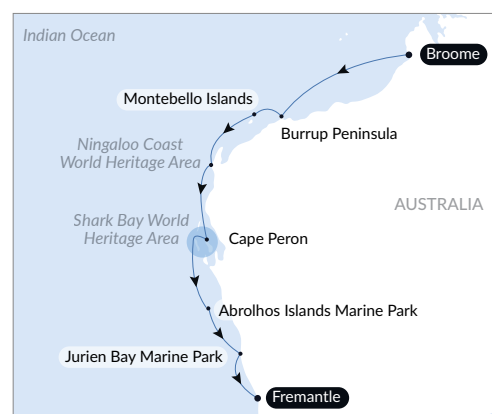 Indian Ocean
Broome
Montebello Islands
Burrup Peninsula
Ningaloo Coast
World Heritage Area
AUSTRALIA
Shark Bay World
Heritage Area
Cape Peron
Abrolhos Islands Marine Park
Jurien Bay Marine Park
Fremantle